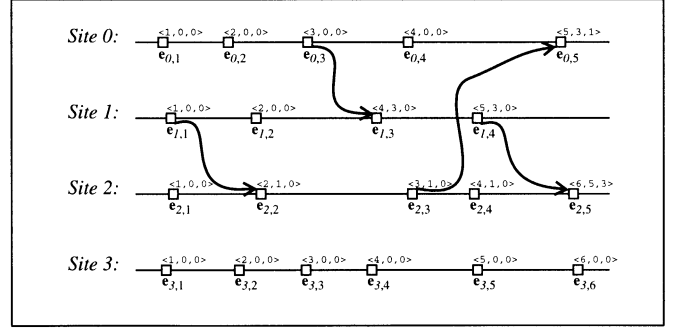 Site 0: <1,0,0> <2,0,0> <3,0,0> <4,0,0> <5,3,1>
e0,1 e0,2 e0,3 e0,4 e0,5
Site 1: <1,0,0> <2,0,0> <4,3,0> <5,3,0>
e1,1 e1,2 e1,3 e1,4
Site 2: <1,0,0> <2,1,0> <3,1,0> <4,1,0> <6,5,3>
e2,1 e2,2 e2,3 e2,4 e2,5
Site 3: <1,0,0> <2,0,0> <3,0,0> <4,0,0> <5,0,0> <6,0,0>
e3,1 e3,2 e3,3 e3,4 e3,5 e3,6